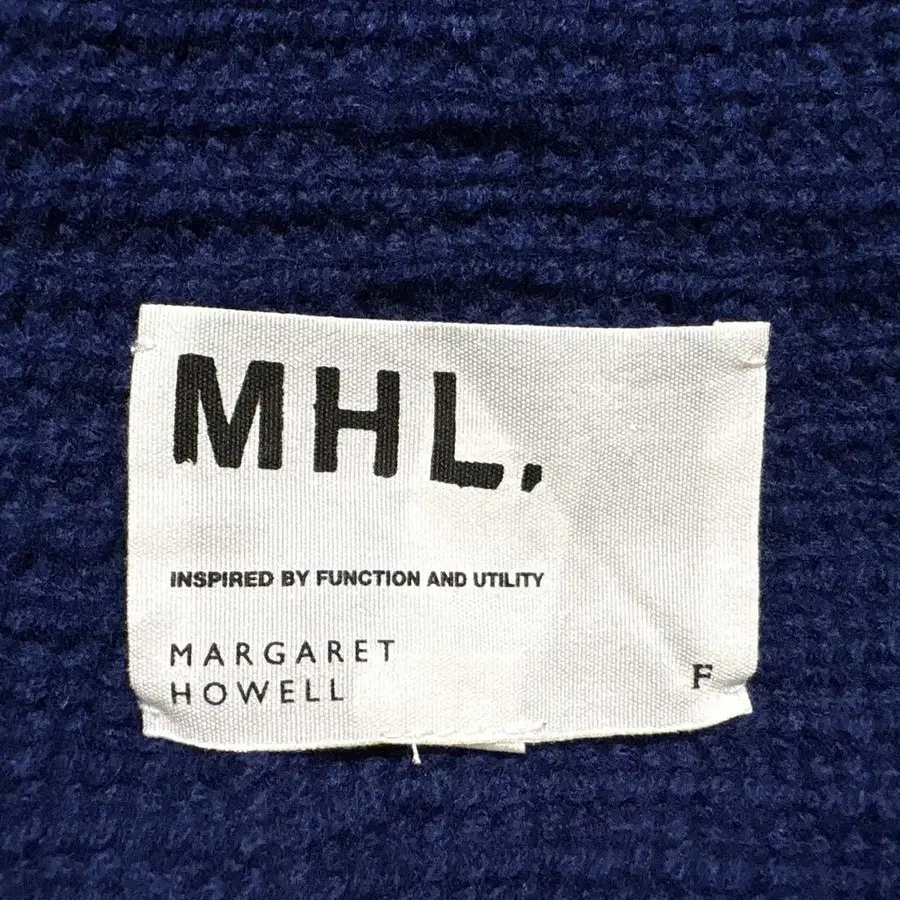 MHL.
INSPIRED BY FUNCTION AND UTILITY
MARGARET
HOWELL
F